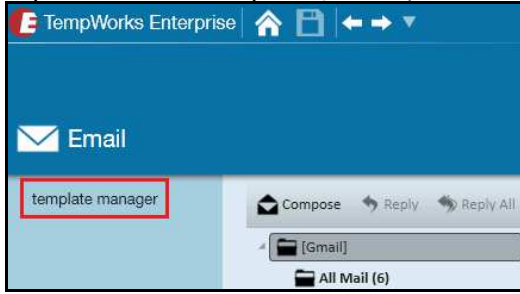 TempWorks Enterprise
Email
template manager
Compose Reply Reply All
[Gmail]
All Mail (6)